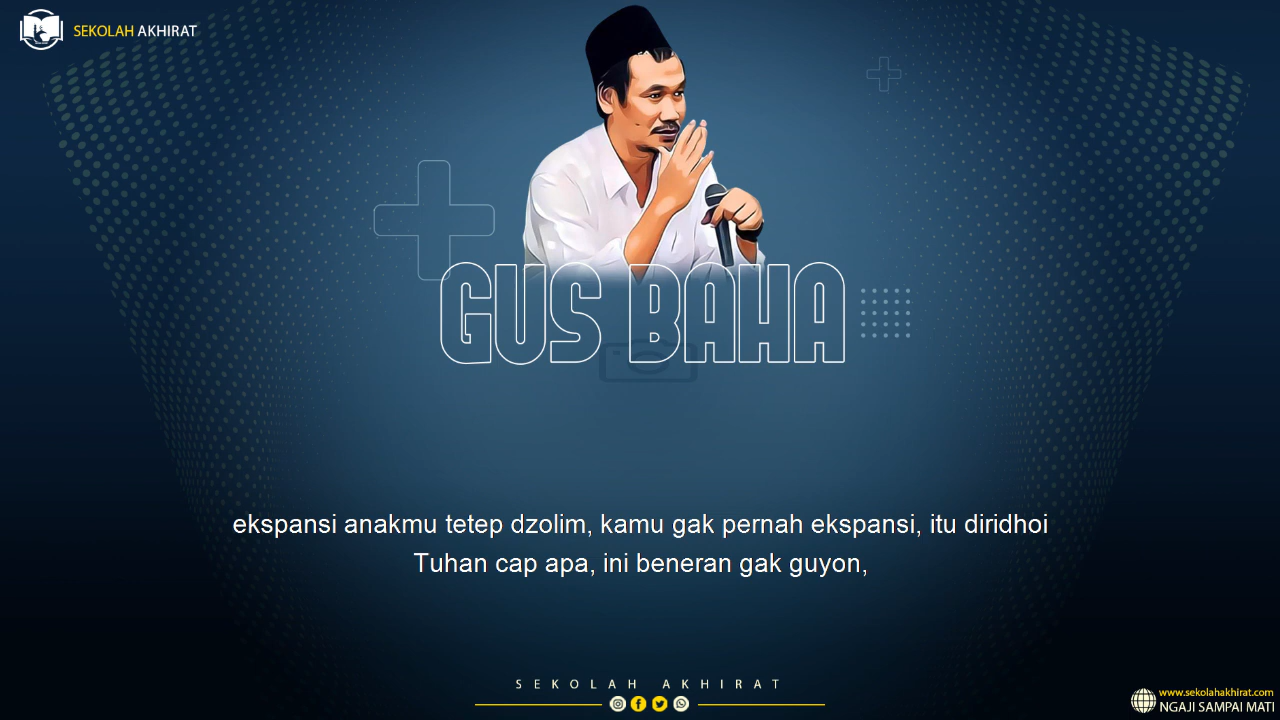 SEKOLAH AKHIRAT
GUS BAHA
ekspansi anakmu tetep dzolim, kamu gak pernah ekspansi, itu diridhoi
Tuhan cap apa, ini beneran gak guyon,
SEKOLAH AKHIRAT
www.sekolahakhirat.com
NGAJI SAMPAI MATI